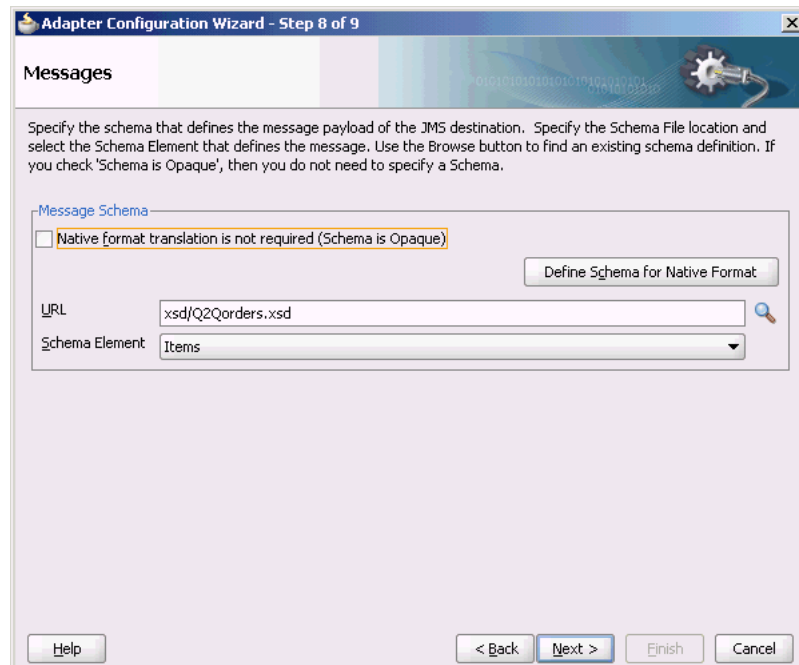 Adapter Configuration Wizard - Step 8 of 9
Messages
Specify the schema that defines the message payload of the JMS destination. Specify the Schema File location and
select the Schema Element that defines the message. Use the Browse button to find an existing schema definition. If
you check 'Schema is Opaque', then you do not need to specify a Schema.
Message Schema
Native format translation is not required (Schema is Opaque)
Define Schema for Native Format
URL xsd/Q2Qorders.xsd
Schema Element Items
Help < Back Next > Finish Cancel